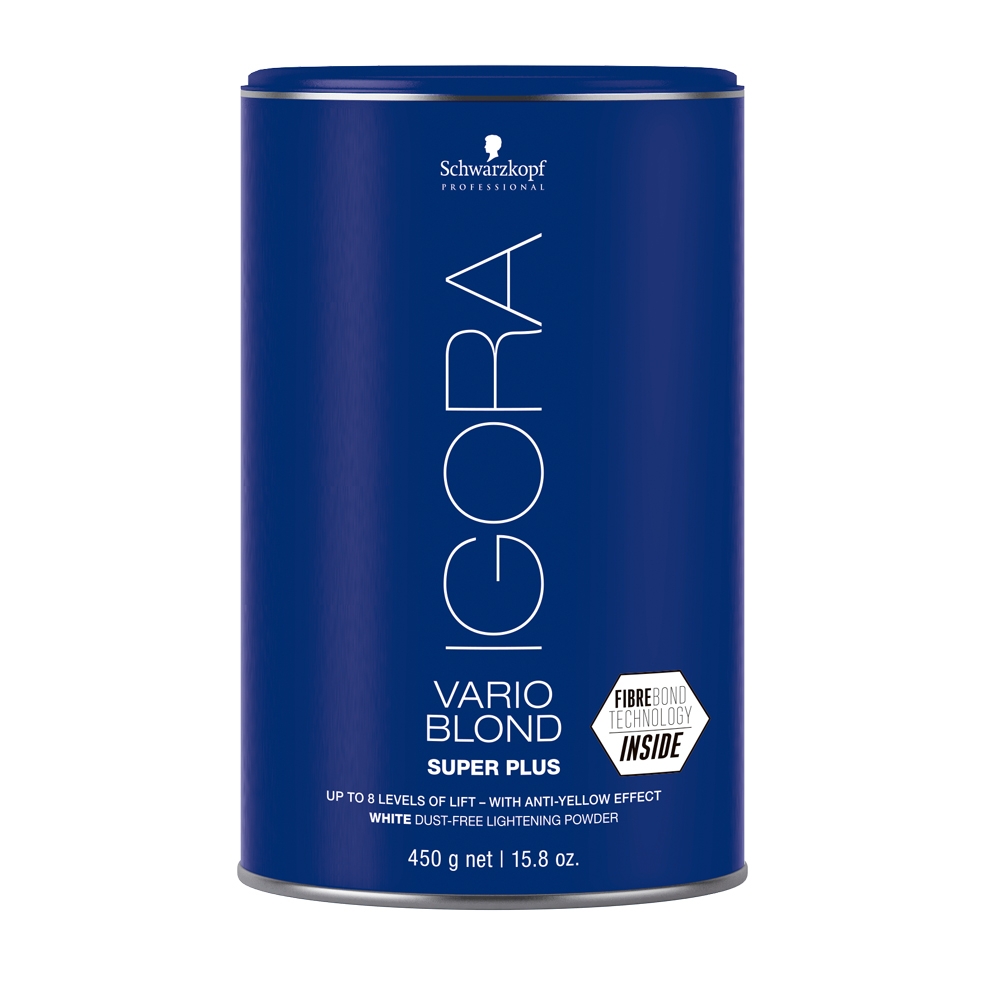 Schwarzkopf
PROFESSIONAL
IGORA
VARIO
BLOND
SUPER PLUS
FIBREBOND
TECHNOLOGY
INSIDE
UP TO 8 LEVELS OF LIFT – WITH ANTI-YELLOW EFFECT
WHITE DUST-FREE LIGHTENING POWDER
450 g net | 15.8 oz.